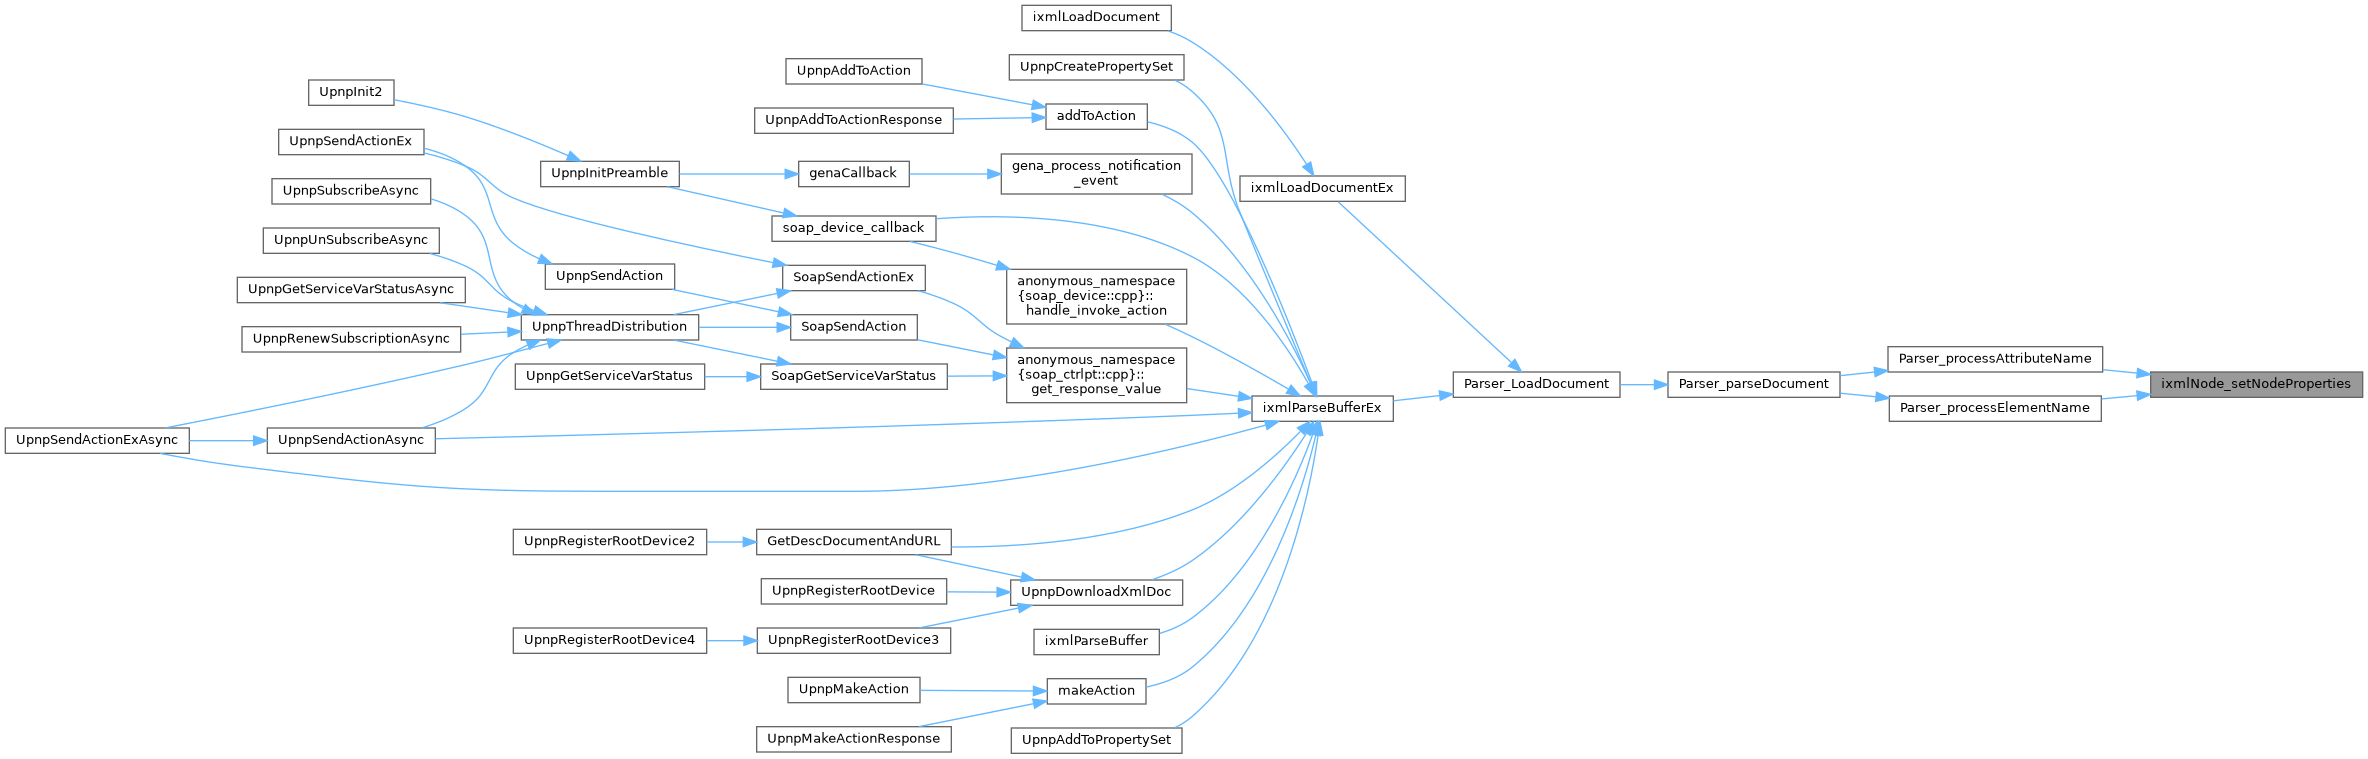 ixmlLoadDocument
UpnpCreatePropertySet
UpnpAddToAction
UpnpInit2
addToAction
UpnpAddToActionResponse
UpnpSendActionEx
gena_process_notification
_event
UpnpInitPreamble
genaCallback
ixmlLoadDocumentEx
UpnpSubscribeAsync
soap_device_callback
UpnpUnSubscribeAsync
UpnpSendAction
SoapSendActionEx
anonymous_namespace
{soap_device::cpp}::
handle_invoke_action
UpnpGetServiceVarStatusAsync
UpnpThreadDistribution
SoapSendAction
UpnpRenewSubscriptionAsync
anonymous_namespace
{soap_ctrlpt::cpp}::
get_response_value
Parser_processAttributeName
UpnpGetServiceVarStatus
SoapGetServiceVarStatus
Parser_LoadDocument
Parser_parseDocument
ixmlNode_setNodeProperties
ixmlParseBufferEx
Parser_processElementName
UpnpSendActionExAsync
UpnpSendActionAsync
UpnpRegisterRootDevice2
GetDescDocumentAndURL
UpnpRegisterRootDevice
UpnpDownloadXmlDoc
UpnpRegisterRootDevice4
UpnpRegisterRootDevice3
ixmlParseBuffer
UpnpMakeAction
makeAction
UpnpMakeActionResponse
UpnpAddToPropertySet